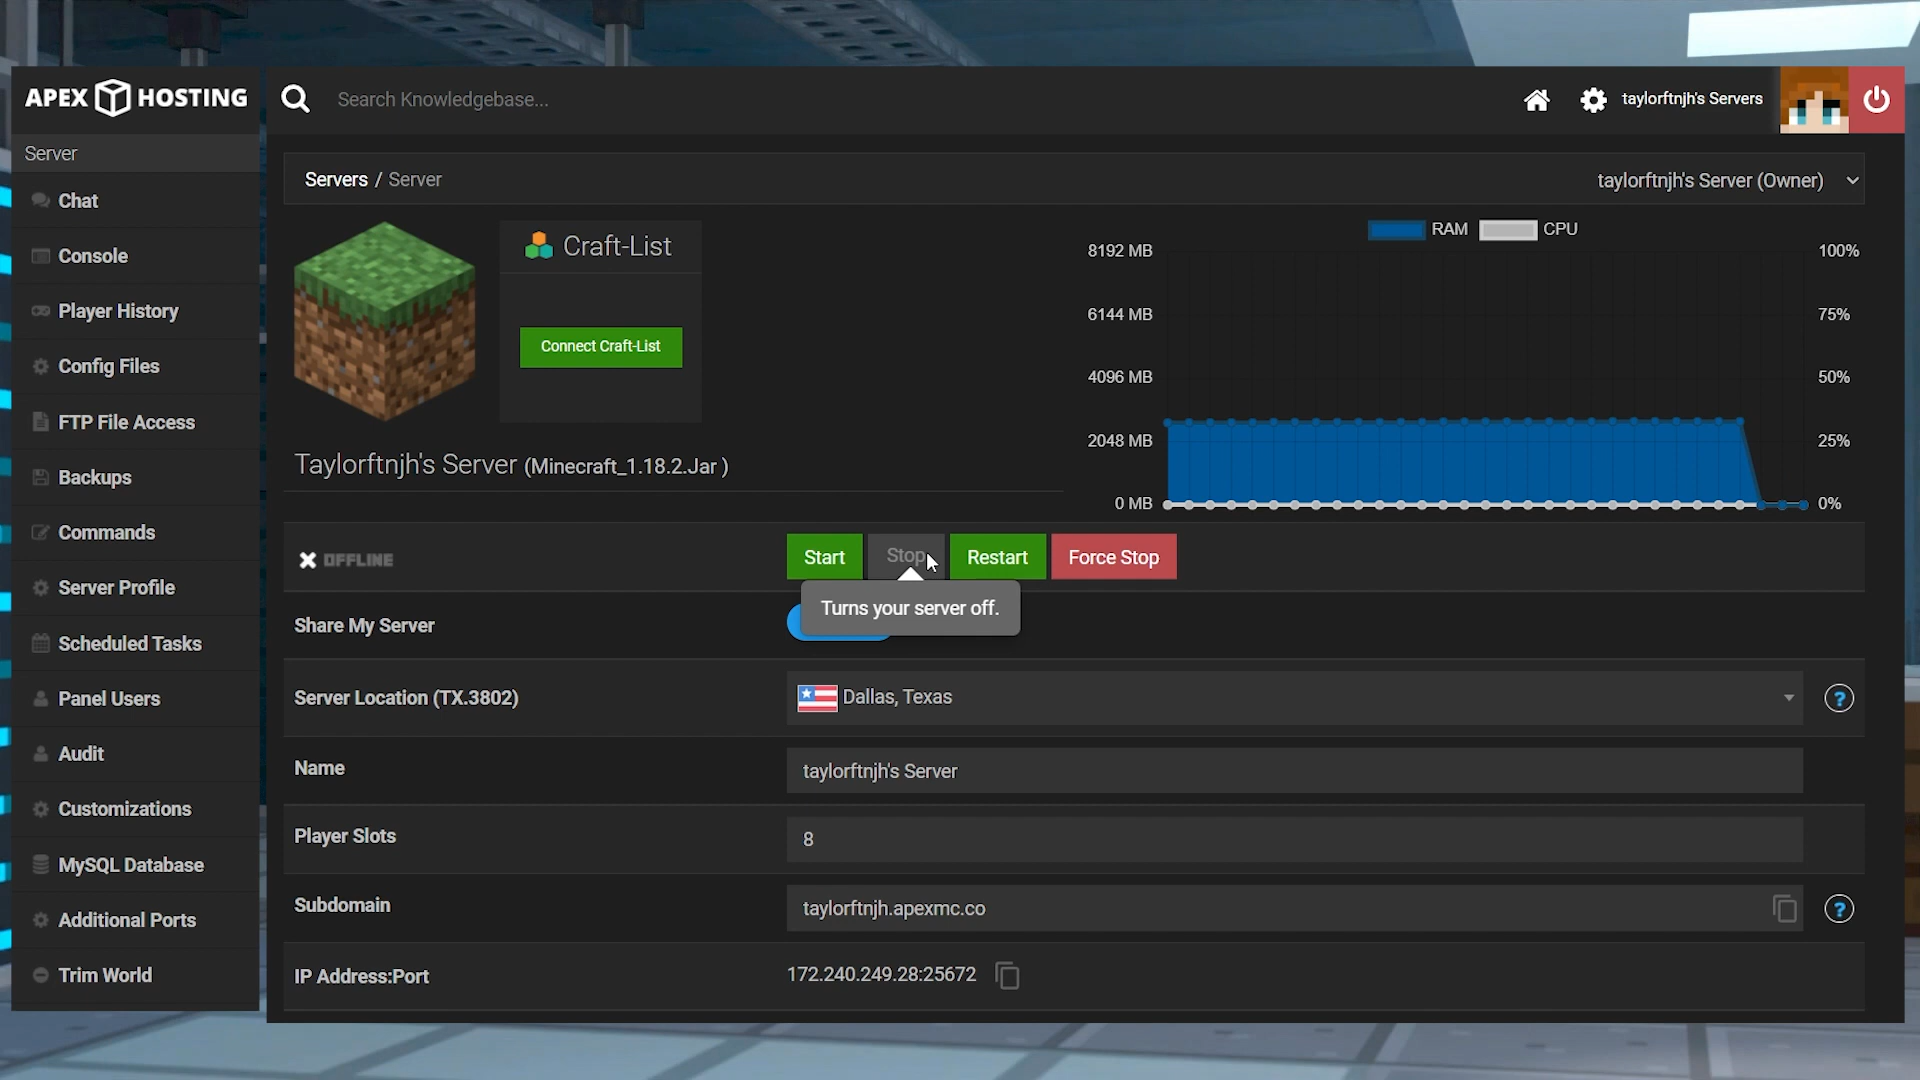 APEX HOSTING
Search Knowledgebase...
taylorftnjh's Servers
Server
Chat
Console
Player History
Config Files
FTP File Access
Backups
Commands
Server Profile
Scheduled Tasks
Panel Users
Audit
Customizations
MySQL Database
Additional Ports
Trim World
Servers / Server
taylorftnjh's Server (Owner)
Craft-List
Connect Craft-List
Taylorftnjh's Server (Minecraft_1.18.2.Jar )
RAM CPU
8192 MB 100%
6144 MB 75%
4096 MB 50%
2048 MB 25%
0 MB 0%
OFFLINE
Start Stop Restart Force Stop
Turns your server off.
Share My Server
Server Location (TX.3802) Dallas, Texas ?
Name taylorftnjh's Server
Player Slots 8
Subdomain taylorftnjh.apexmc.co ?
IP Address:Port 172.240.249.28:25672